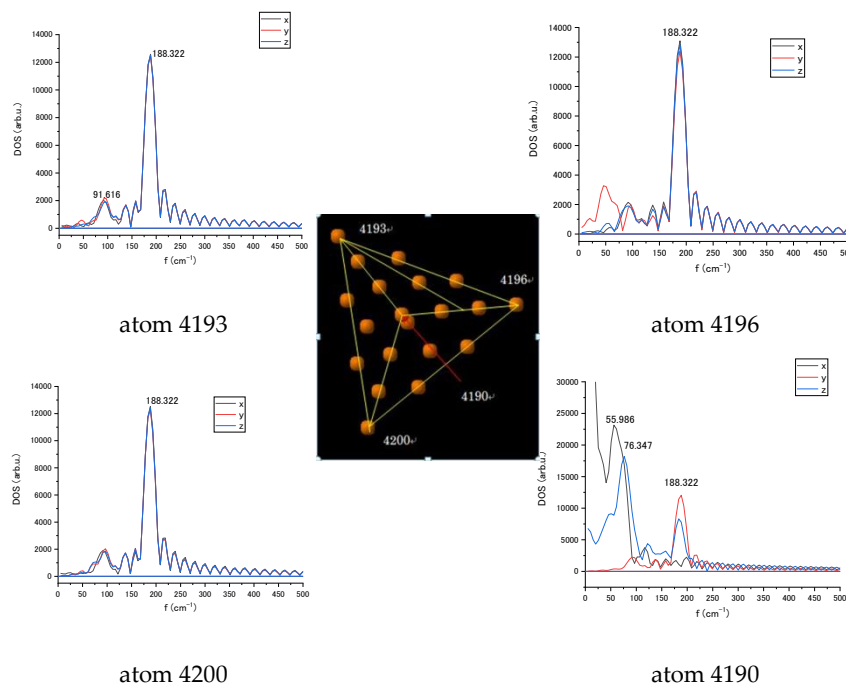 14000
12000
10000
8000
6000
4000
2000
0
DOS (arb.u.)
188.322
91.616
x
y
z
0 50 100 150 200 250 300 350 400 450 500
f (cm⁻¹)
atom 4193
14000
12000
10000
8000
6000
4000
2000
0
DOS (arb.u.)
188.322
x
y
z
0 50 100 150 200 250 300 350 400 450 500
f (cm⁻¹)
atom 4196
4193↵
4196↵
4190↵
4200↵
14000
12000
10000
8000
6000
4000
2000
0
DOS (arb.u.)
188.322
x
y
z
0 50 100 150 200 250 300 350 400 450 500
f (cm⁻¹)
atom 4200
30000
25000
20000
15000
10000
5000
0
DOS (arb.u.)
55.986
76.347
188.322
x
y
z
0 50 100 150 200 250 300 350 400 450 500
f (cm⁻¹)
atom 4190